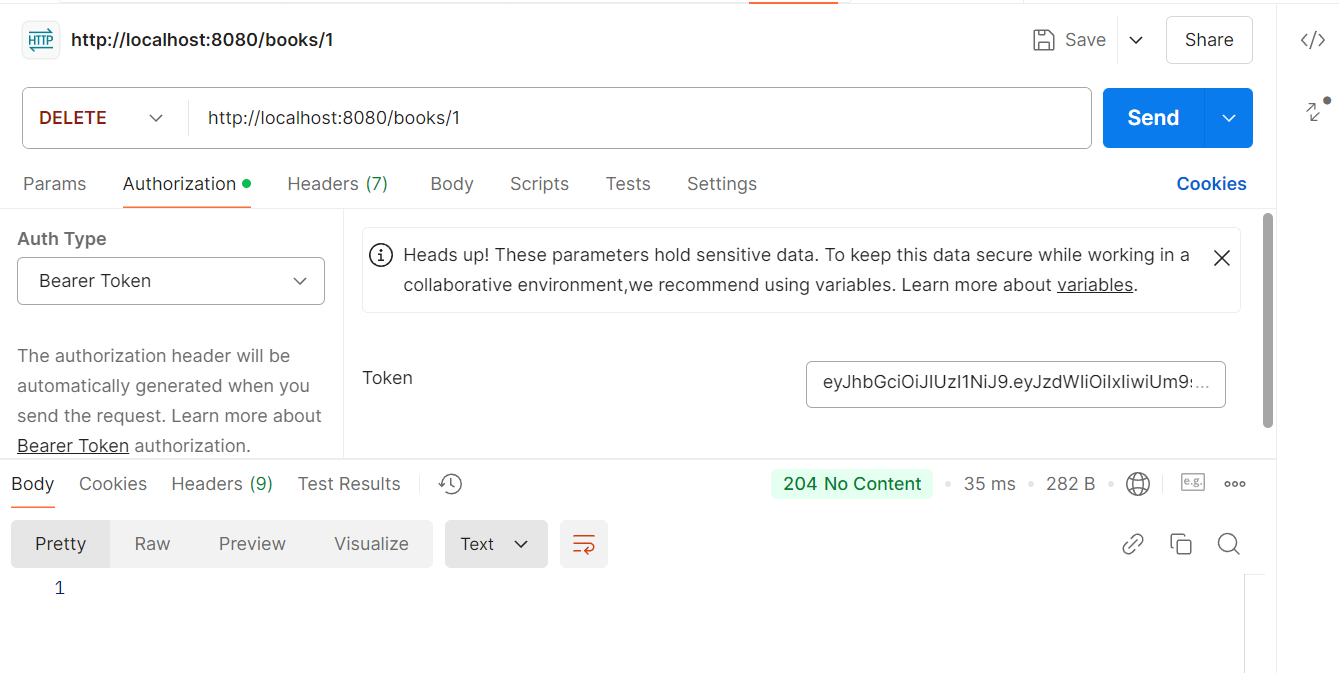 HTTP http://localhost:8080/books/1 Save Share </>
DELETE http://localhost:8080/books/1 Send
Params Authorization Headers (7) Body Scripts Tests Settings Cookies
Auth Type
Bearer Token
The authorization header will be
automatically generated when you
send the request. Learn more about
Bearer Token authorization.
Heads up! These parameters hold sensitive data. To keep this data secure while working in a
collaborative environment,we recommend using variables. Learn more about variables.
Token eyJhbGciOiJIUzI1NiJ9.eyJzdWIiOiIxIiwiUm9s...
Body Cookies Headers (9) Test Results 204 No Content 35 ms 282 B e.g.
Pretty Raw Preview Visualize Text
1